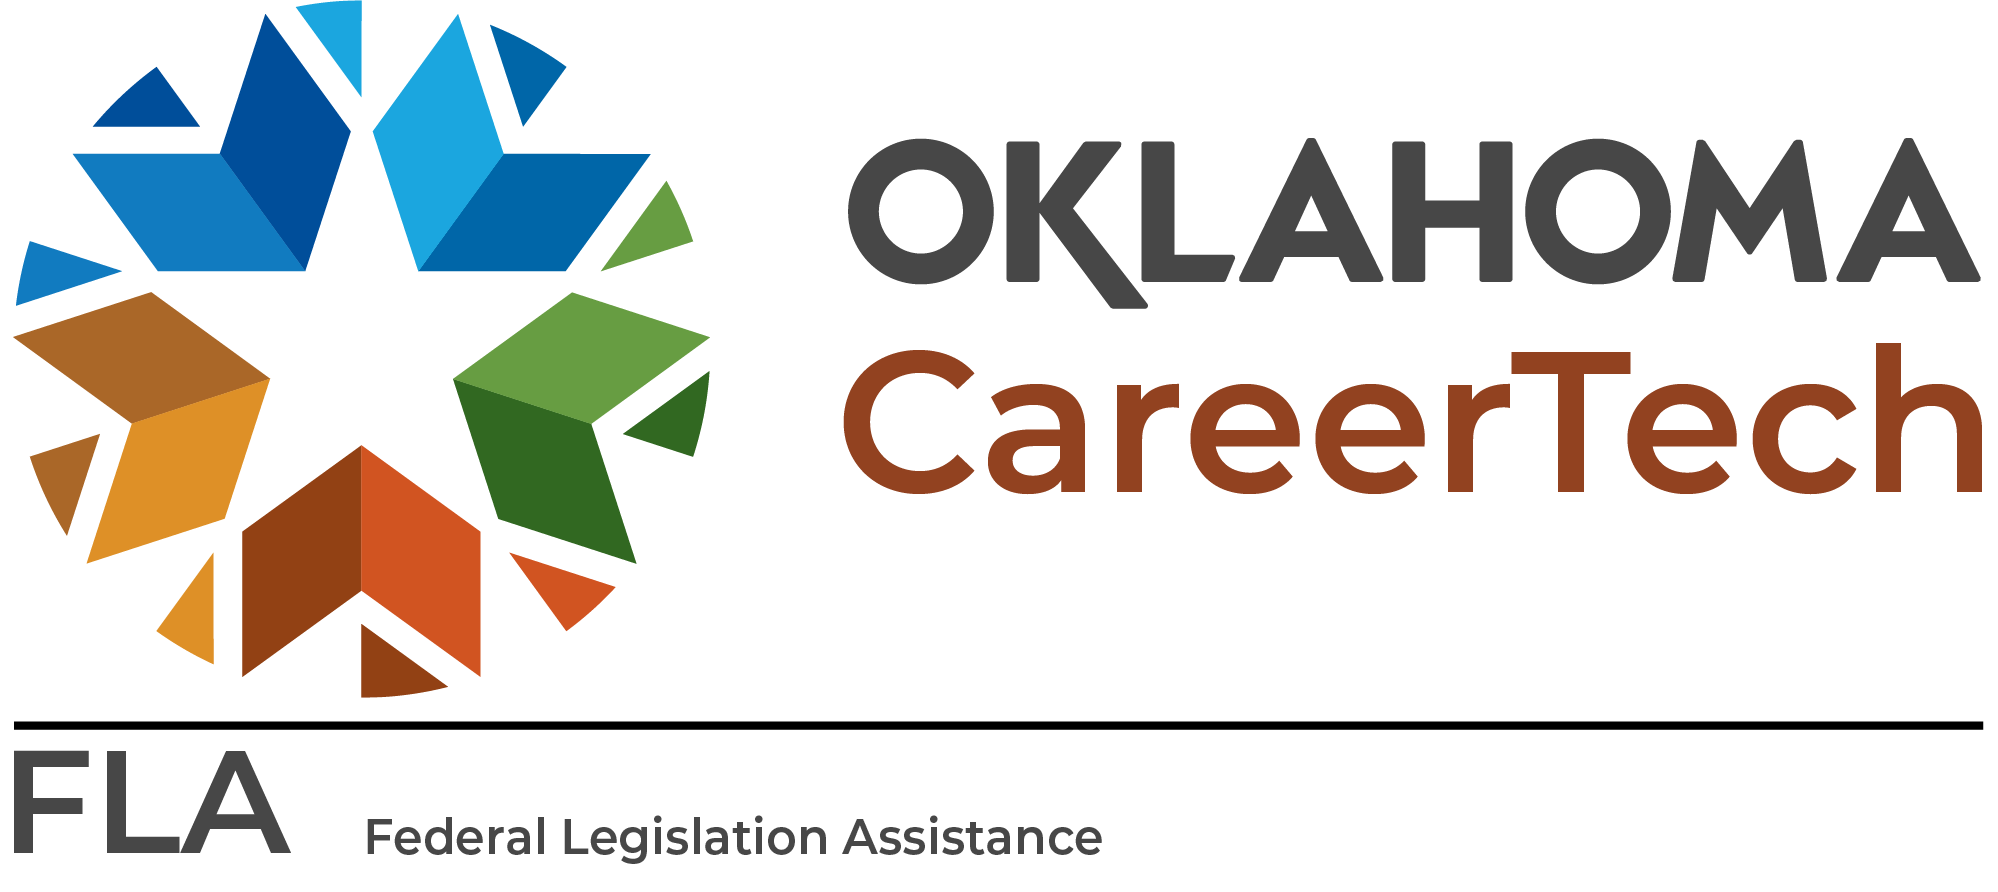 OKLAHOMA
CareerTech
FLA
Federal Legislation Assistance